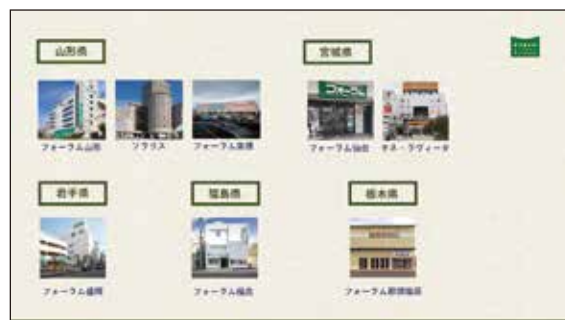 山形県
宮城県
フォーラム山形
ソラリス
フォーラム東根
フォーラム仙台
チネ・ラヴィータ
岩手県
福島県
栃木県
フォーラム盛岡
フォーラム福島
フォーラム那須塩原